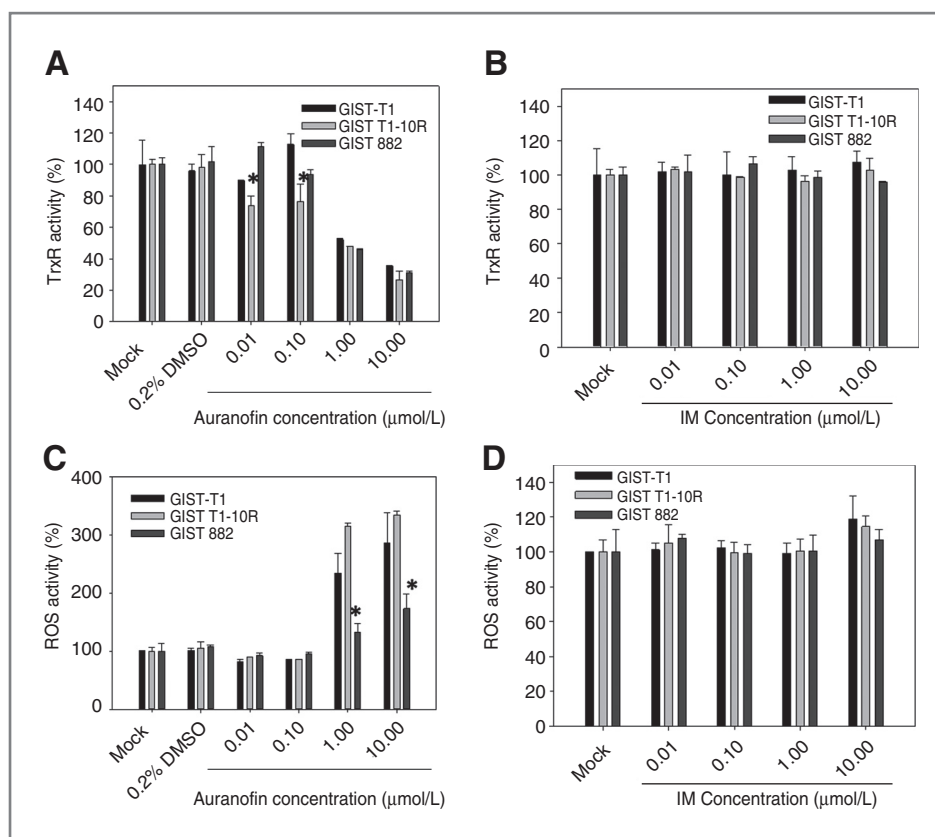 A
TrxR activity (%)
140
120
100
80
60
40
20
0
GIST-T1
GIST T1-10R
GIST 882
*
*
Mock
0.2% DMSO
0.01
0.10
1.00
10.00
Auranofin concentration (μmol/L)
B
TrxR activity (%)
140
120
100
80
60
40
20
0
GIST-T1
GIST T1-10R
GIST 882
Mock
0.01
0.10
1.00
10.00
IM Concentration (μmol/L)
C
ROS activity (%)
400
300
200
100
0
GIST-T1
GIST T1-10R
GIST 882
*
*
Mock
0.2% DMSO
0.01
0.10
1.00
10.00
Auranofin concentration (μmol/L)
D
ROS activity (%)
140
120
100
80
60
40
20
0
GIST-T1
GIST T1-10R
GIST 882
Mock
0.01
0.10
1.00
10.00
IM Concentration (μmol/L)